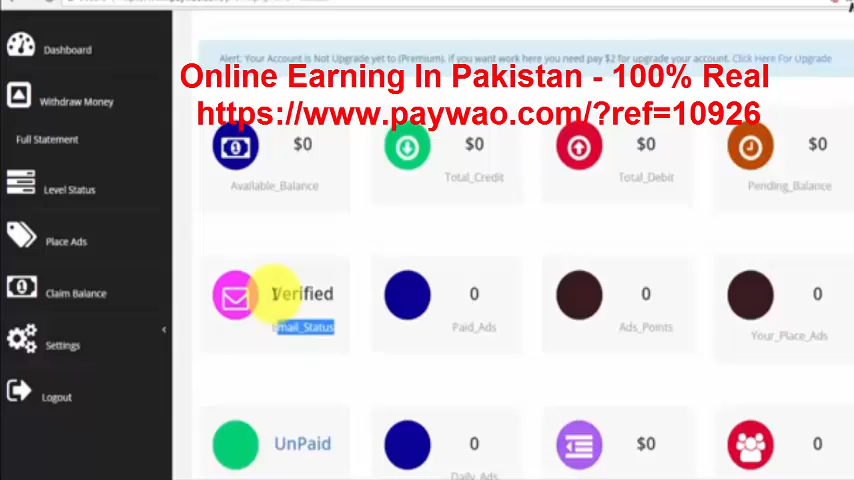 Alert: Your Account is Not Upgrade yet to (Premium), if you want work here you need pay $2 for upgrade your account. Click Here For Upgrade
Online Earning In Pakistan - 100% Real
https://www.paywao.com/?ref=10926
Dashboard
Withdraw Money
Full Statement
Level Status
Place Ads
Claim Balance
Settings
Logout
$0
Available_Balance
$0
Total_Credit
$0
Total_Debit
$0
Pending_Balance
Verified
Email_Status
0
Paid_Ads
0
Ads_Points
0
Your_Place_Ads
UnPaid
0
Daily_Ads
$0
0